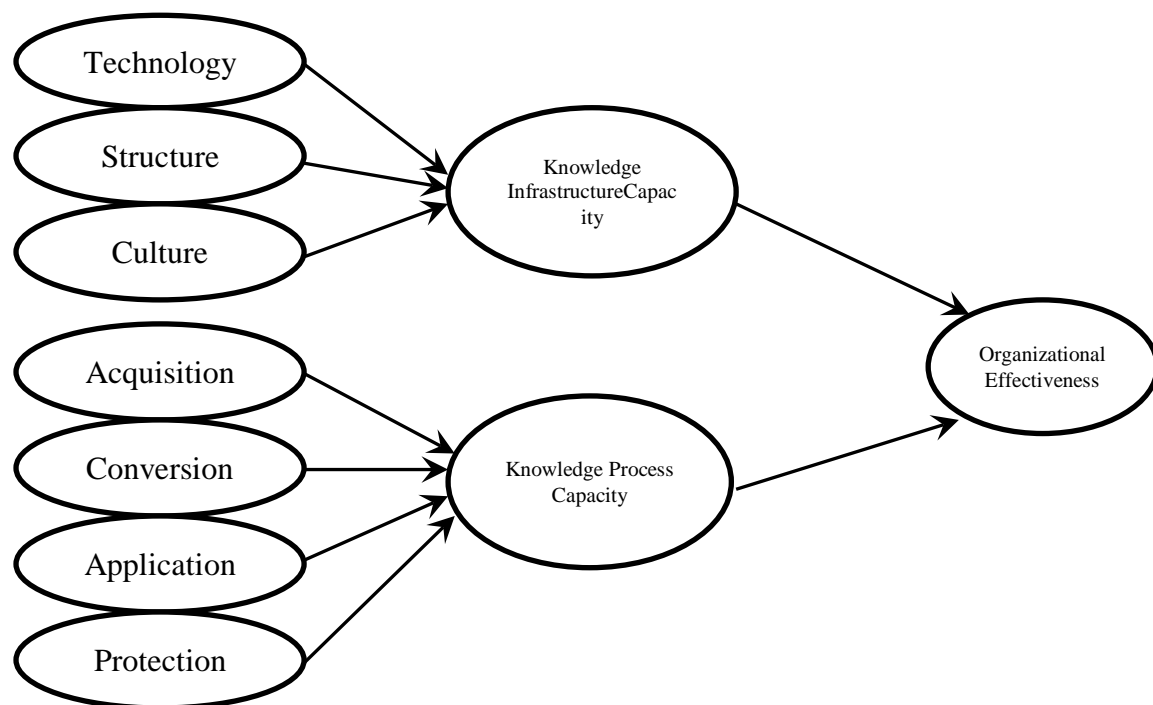 Technology
Structure
Culture
Knowledge
InfrastructureCapac
ity
Organizational
Effectiveness
Acquisition
Conversion
Application
Protection
Knowledge Process
Capacity